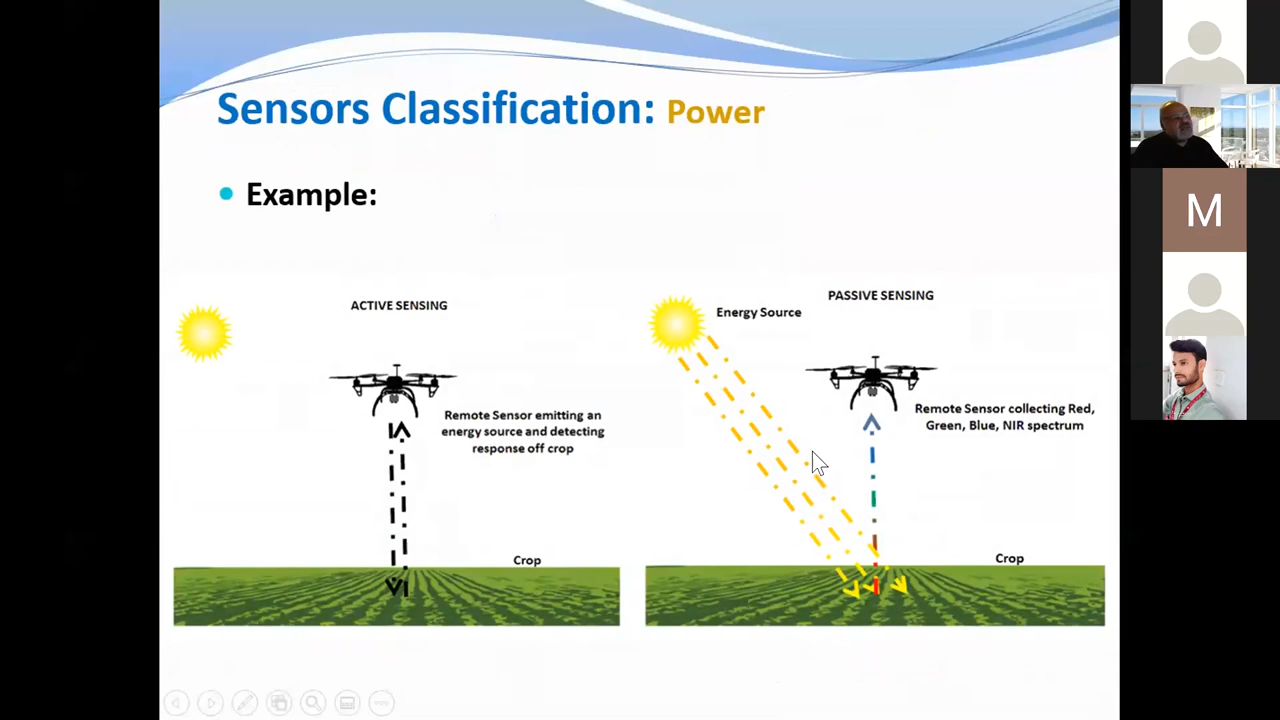 Sensors Classification: Power
Example:
ACTIVE SENSING
Remote Sensor emitting an
energy source and detecting
response off crop
Crop
PASSIVE SENSING
Energy Source
Remote Sensor collecting Red,
Green, Blue, NIR spectrum
Crop
M